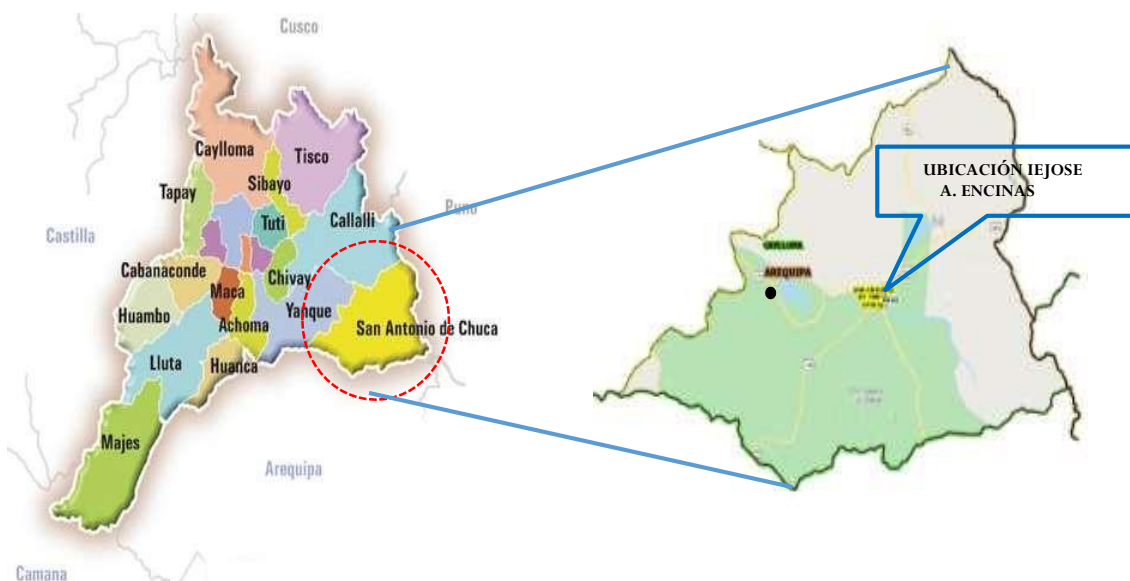 Cusco
Caylloma
Tisco
Sibayo
Tapay
Puno
Tuti
Callalli
Castilla
Cabanaconde
Chivay
Maca
Huambo
Yanque
Achoma
San Antonio de Chuca
Lluta
Huanca
Majes
Arequipa
Camana
UBICACIÓN IEJOSE
A. ENCINAS
CAYLLOMA
AREQUIPA